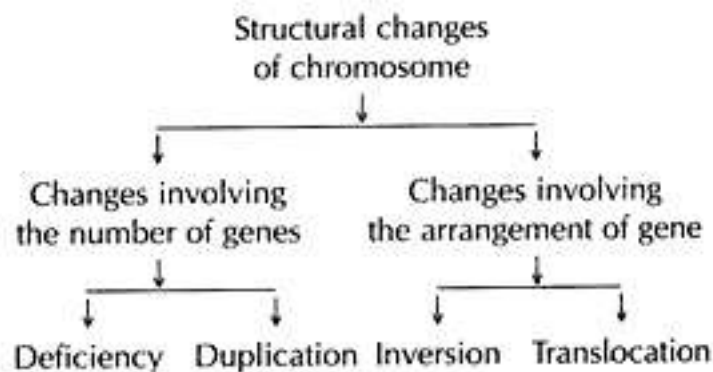 Structural changes
of chromosome
Changes involving
the number of genes
Changes involving
the arrangement of gene
Deficiency Duplication Inversion Translocation